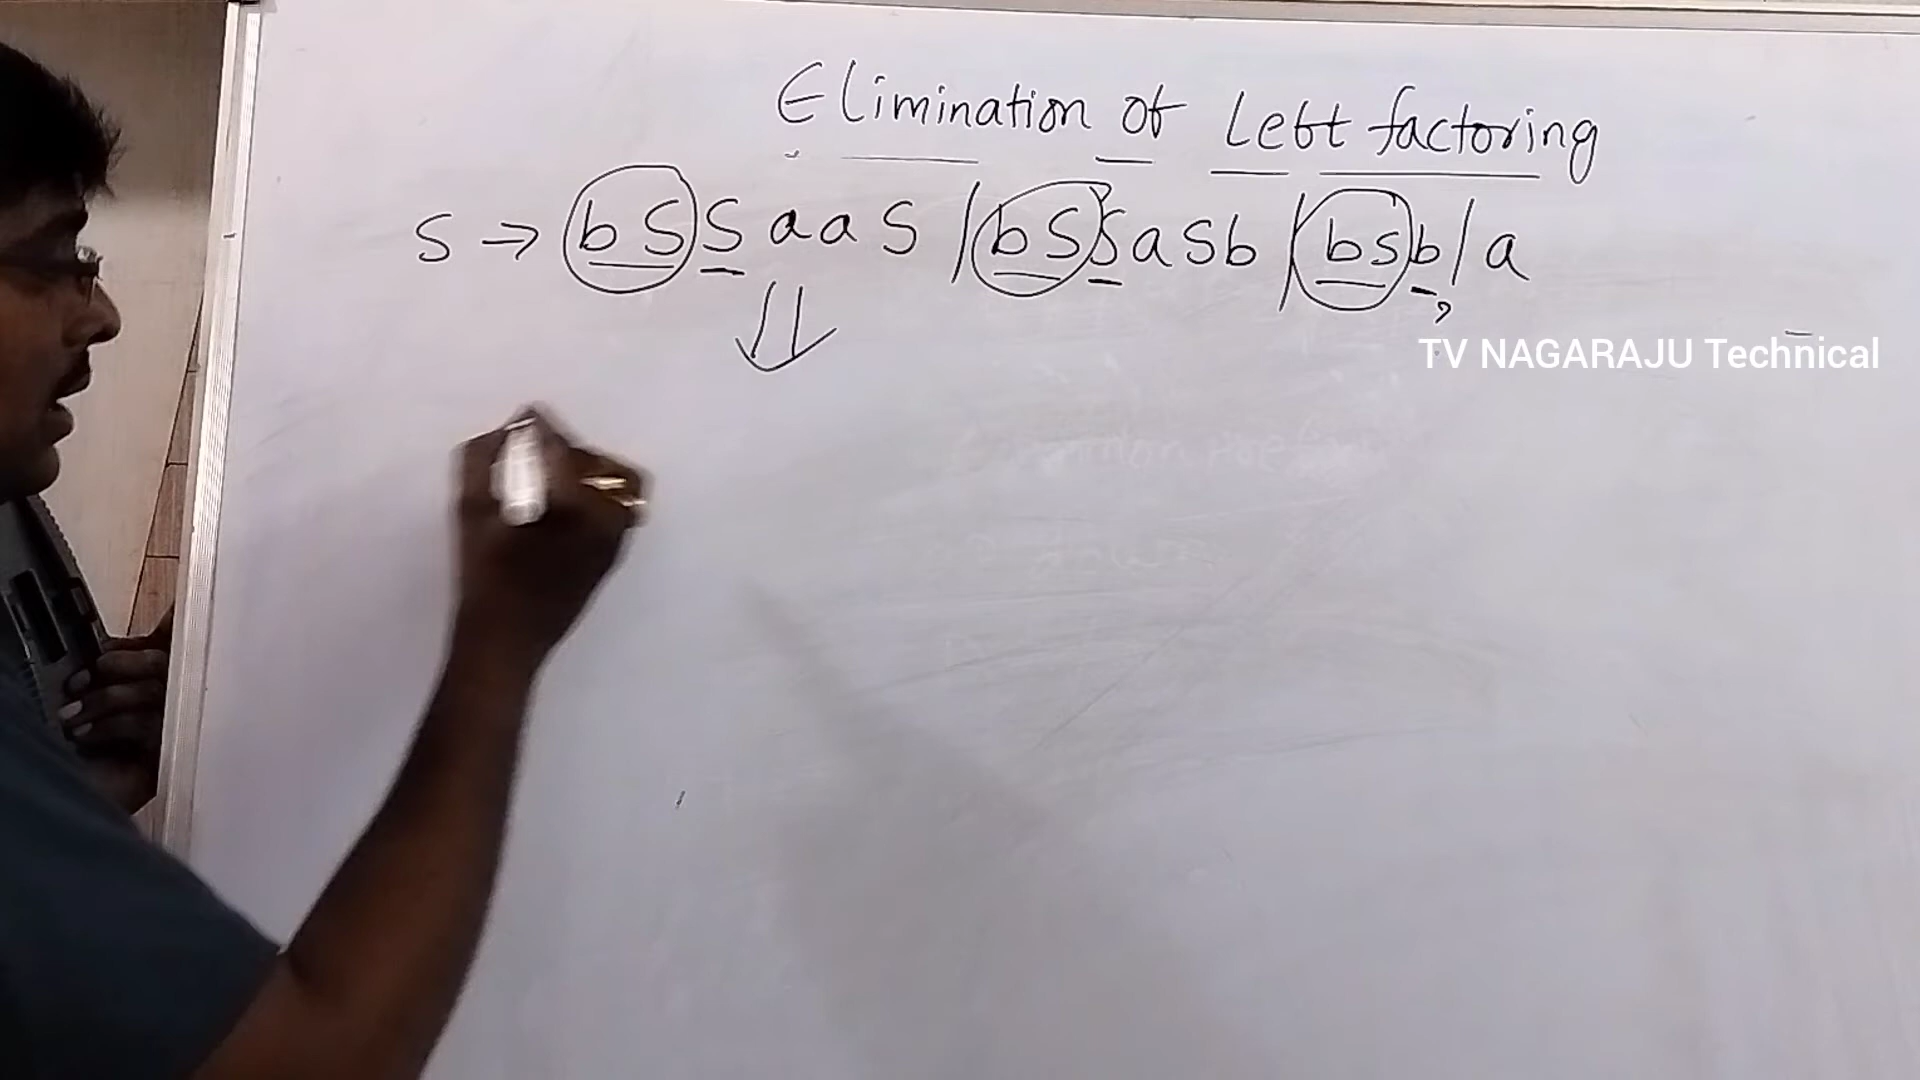 Elimination of Left factoring
S → bSSaaS | bSSaSb | bSb | a
TV NAGARAJU Technical